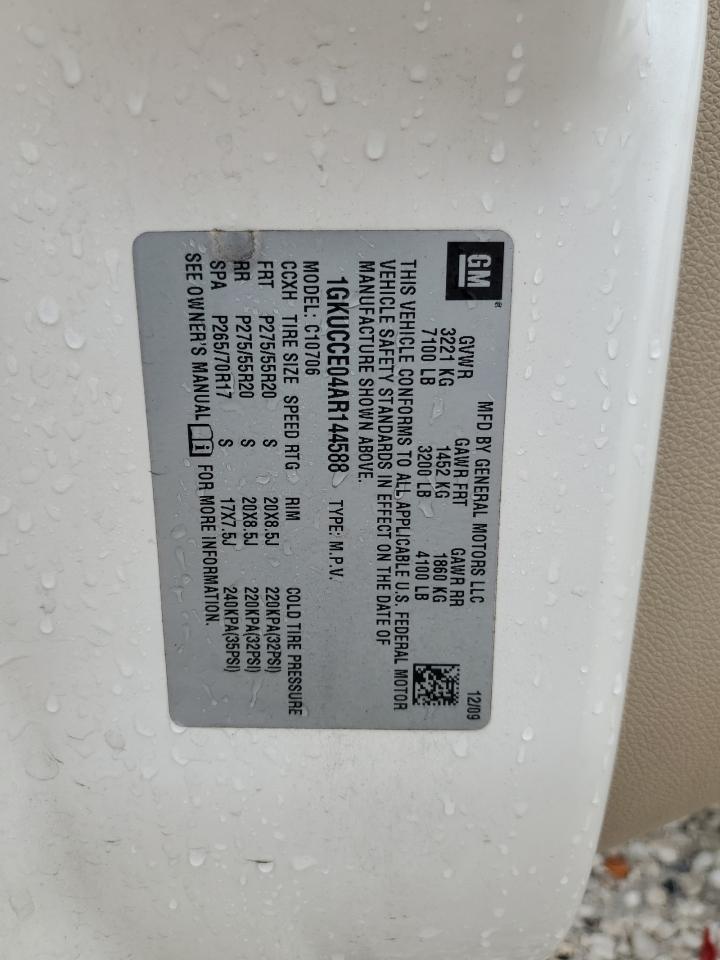 GM ®
MFD BY GENERAL MOTORS LLC 12/09
GVWR GAWR FRT GAWR RR
3221 KG 1452 KG 1860 KG
7100 LB 3200 LB 4100 LB
THIS VEHICLE CONFORMS TO ALL APPLICABLE U.S. FEDERAL MOTOR
VEHICLE SAFETY STANDARDS IN EFFECT ON THE DATE OF
MANUFACTURE SHOWN ABOVE.
1GKUCCE04AR144588 TYPE: M.P.V.
MODEL: C10706
CCXH TIRE SIZE SPEED RTG RIM COLD TIRE PRESSURE
FRT P275/55R20 S 20X8.5J 220KPA(32PSI)
RR P275/55R20 S 20X8.5J 220KPA(32PSI)
SPA P265/70R17 S 17X7.5J 240KPA(35PSI)
SEE OWNER'S MANUAL i FOR MORE INFORMATION.